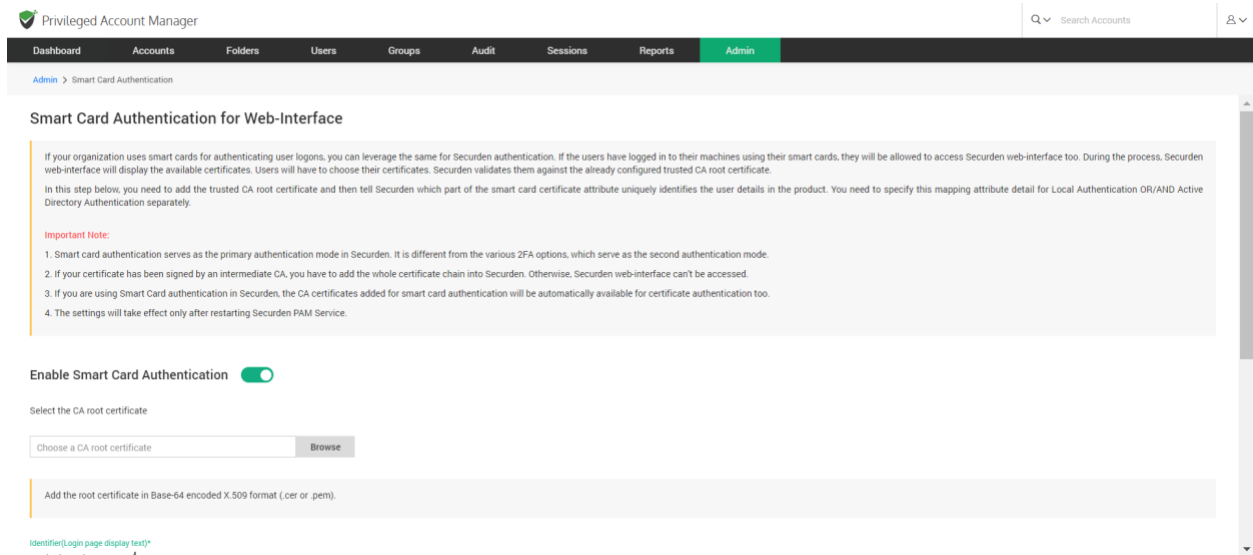 Privileged Account Manager
Search Accounts
Dashboard Accounts Folders Users Groups Audit Sessions Reports Admin
Admin > Smart Card Authentication
Smart Card Authentication for Web-Interface
If your organization uses smart cards for authenticating user logons, you can leverage the same for Securden authentication. If the users have logged in to their machines using their smart cards, they will be allowed to access Securden web-interface too. During the process, Securden
web-interface will display the available certificates. Users will have to choose their certificates. Securden validates them against the already configured trusted CA root certificate.
In this step below, you need to add the trusted CA root certificate and then tell Securden which part of the smart card certificate attribute uniquely identifies the user details in the product. You need to specify this mapping attribute detail for Local Authentication OR/AND Active
Directory Authentication separately.
Important Note:
1. Smart card authentication serves as the primary authentication mode in Securden. It is different from the various 2FA options, which serve as the second authentication mode.
2. If your certificate has been signed by an intermediate CA, you have to add the whole certificate chain into Securden. Otherwise, Securden web-interface can't be accessed.
3. If you are using Smart Card authentication in Securden, the CA certificates added for smart card authentication will be automatically available for certificate authentication too.
4. The settings will take effect only after restarting Securden PAM Service.
Enable Smart Card Authentication
Select the CA root certificate
Choose a CA root certificate Browse
Add the root certificate in Base-64 encoded X.509 format (.cer or .pem).
Identifier(Login page display text)*